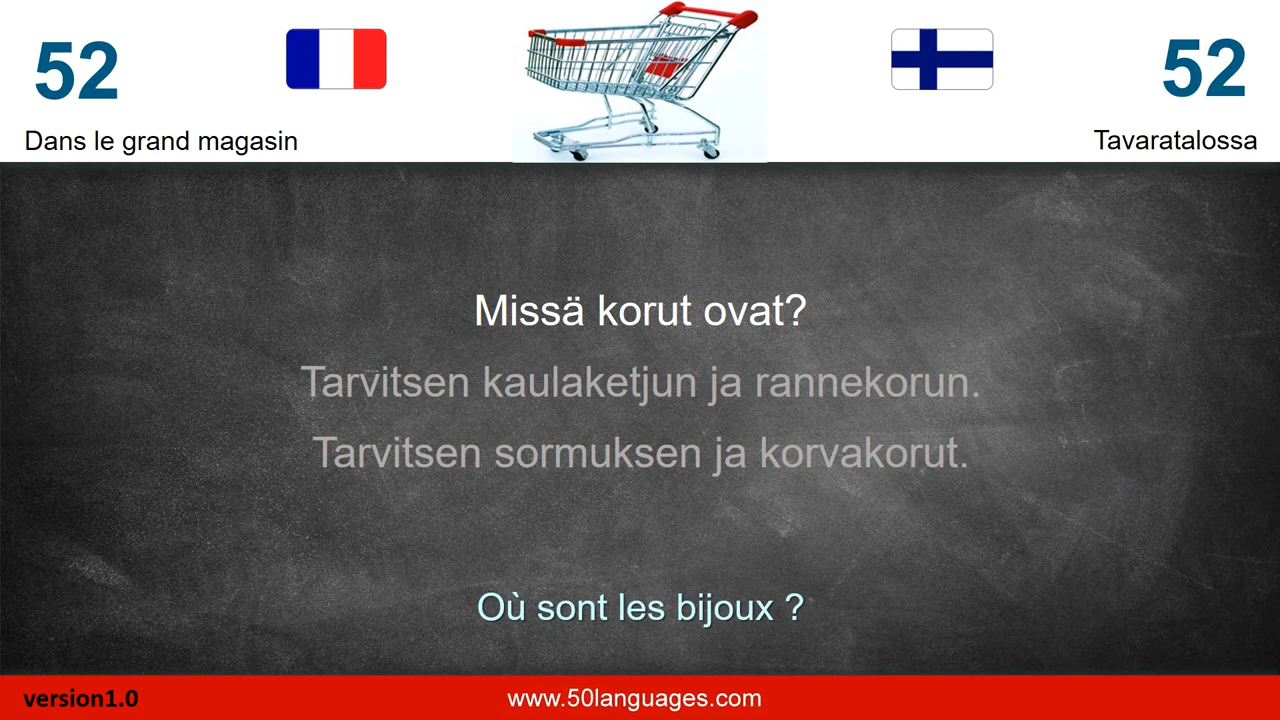 52
52
Dans le grand magasin
Tavaratalossa
Missä korut ovat?
Tarvitsen kaulaketjun ja rannekorun.
Tarvitsen sormuksen ja korvakorut.
Où sont les bijoux ?
version1.0
www.50languages.com